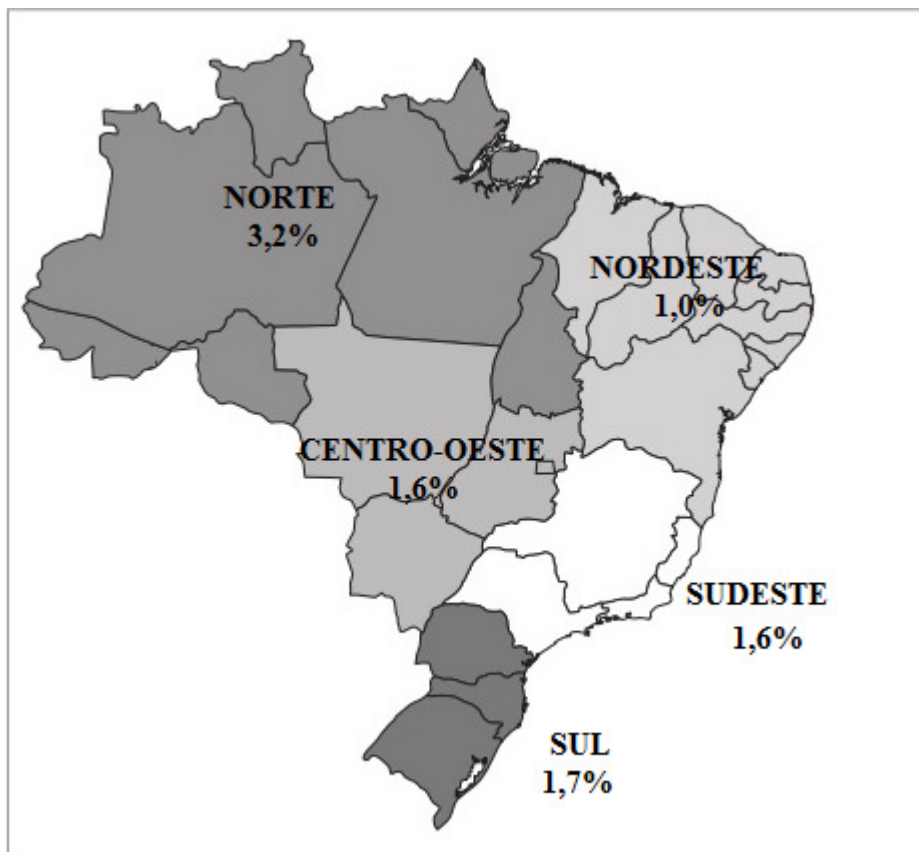 NORTE
3,2%
NORDESTE
1,0%
CENTRO-OESTE
1,6%
SUDESTE
1,6%
SUL
1,7%